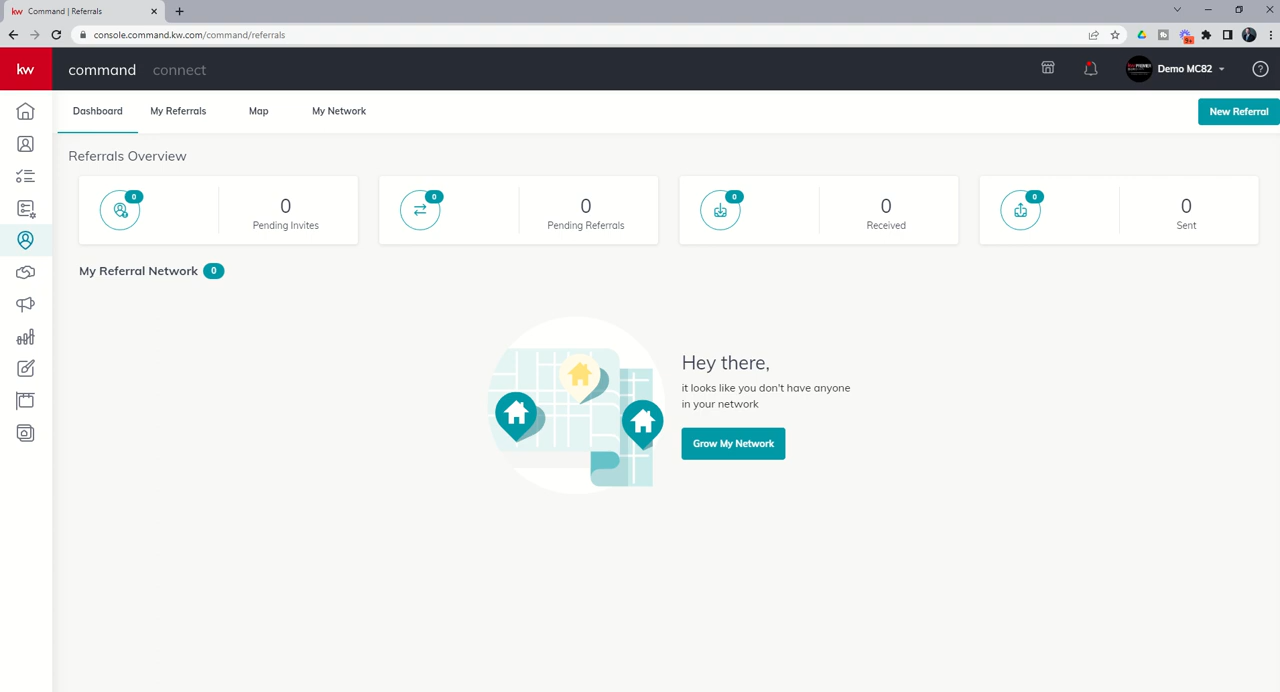 kw Command | Referrals
console.command.kw.com/command/referrals
9+
kw command connect
Demo MC82
?
Dashboard My Referrals Map My Network
New Referral
Referrals Overview
0 0 Pending Invites
0 0 Pending Referrals
0 0 Received
0 0 Sent
My Referral Network 0
Hey there,
it looks like you don't have anyone
in your network
Grow My Network